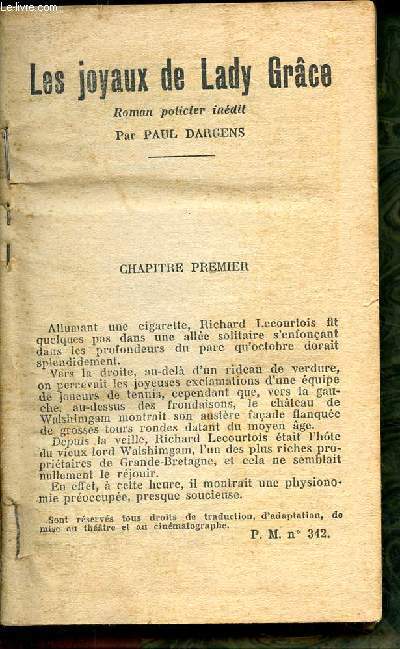 Le-livre.com
Les joyaux de Lady Grâce
Roman policier inédit
Par PAUL DARCENS
CHAPITRE PREMIER
Allumant une cigarette, Richard Lecourtois fit
quelques pas dans une allée solitaire s'enfonçant
dans les profondeurs du parc qu'octobre dorait
splendidement.
Vers la droite, au-delà d'un rideau de verdure,
on percevait les joyeuses exclamations d'une équipe
de joueurs de tennis, cependant que, vers la gau-
che, au-dessus des frondaisons, le château de
Walshimgam montrait son austère façade flanquée
de grosses tours rondes datant du moyen âge.
Depuis la veille, Richard Lecourtois était l'hôte
du vieux lord Walshimgam, l'un des plus riches pro-
priétaires de Grande-Bretagne, et cela ne semblait
nullement le réjouir.
En effet, à cette heure, il montrait une physiono-
mie préoccupée, presque soucieuse.
Sont réservés tous droits de traduction, d'adaptation, de
mise au théâtre et au cinématographe.
P. M. n° 342.